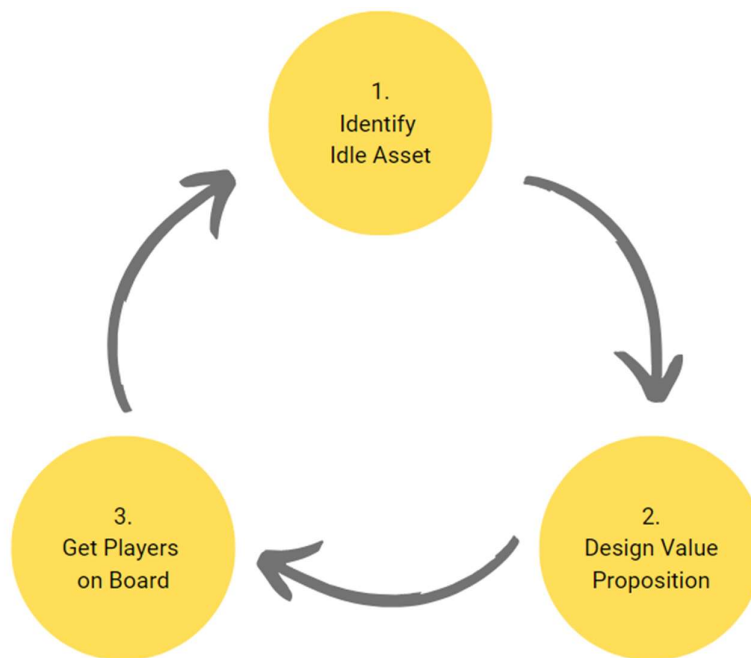 1.
Identify
Idle Asset
2.
Design Value
Proposition
3.
Get Players
on Board